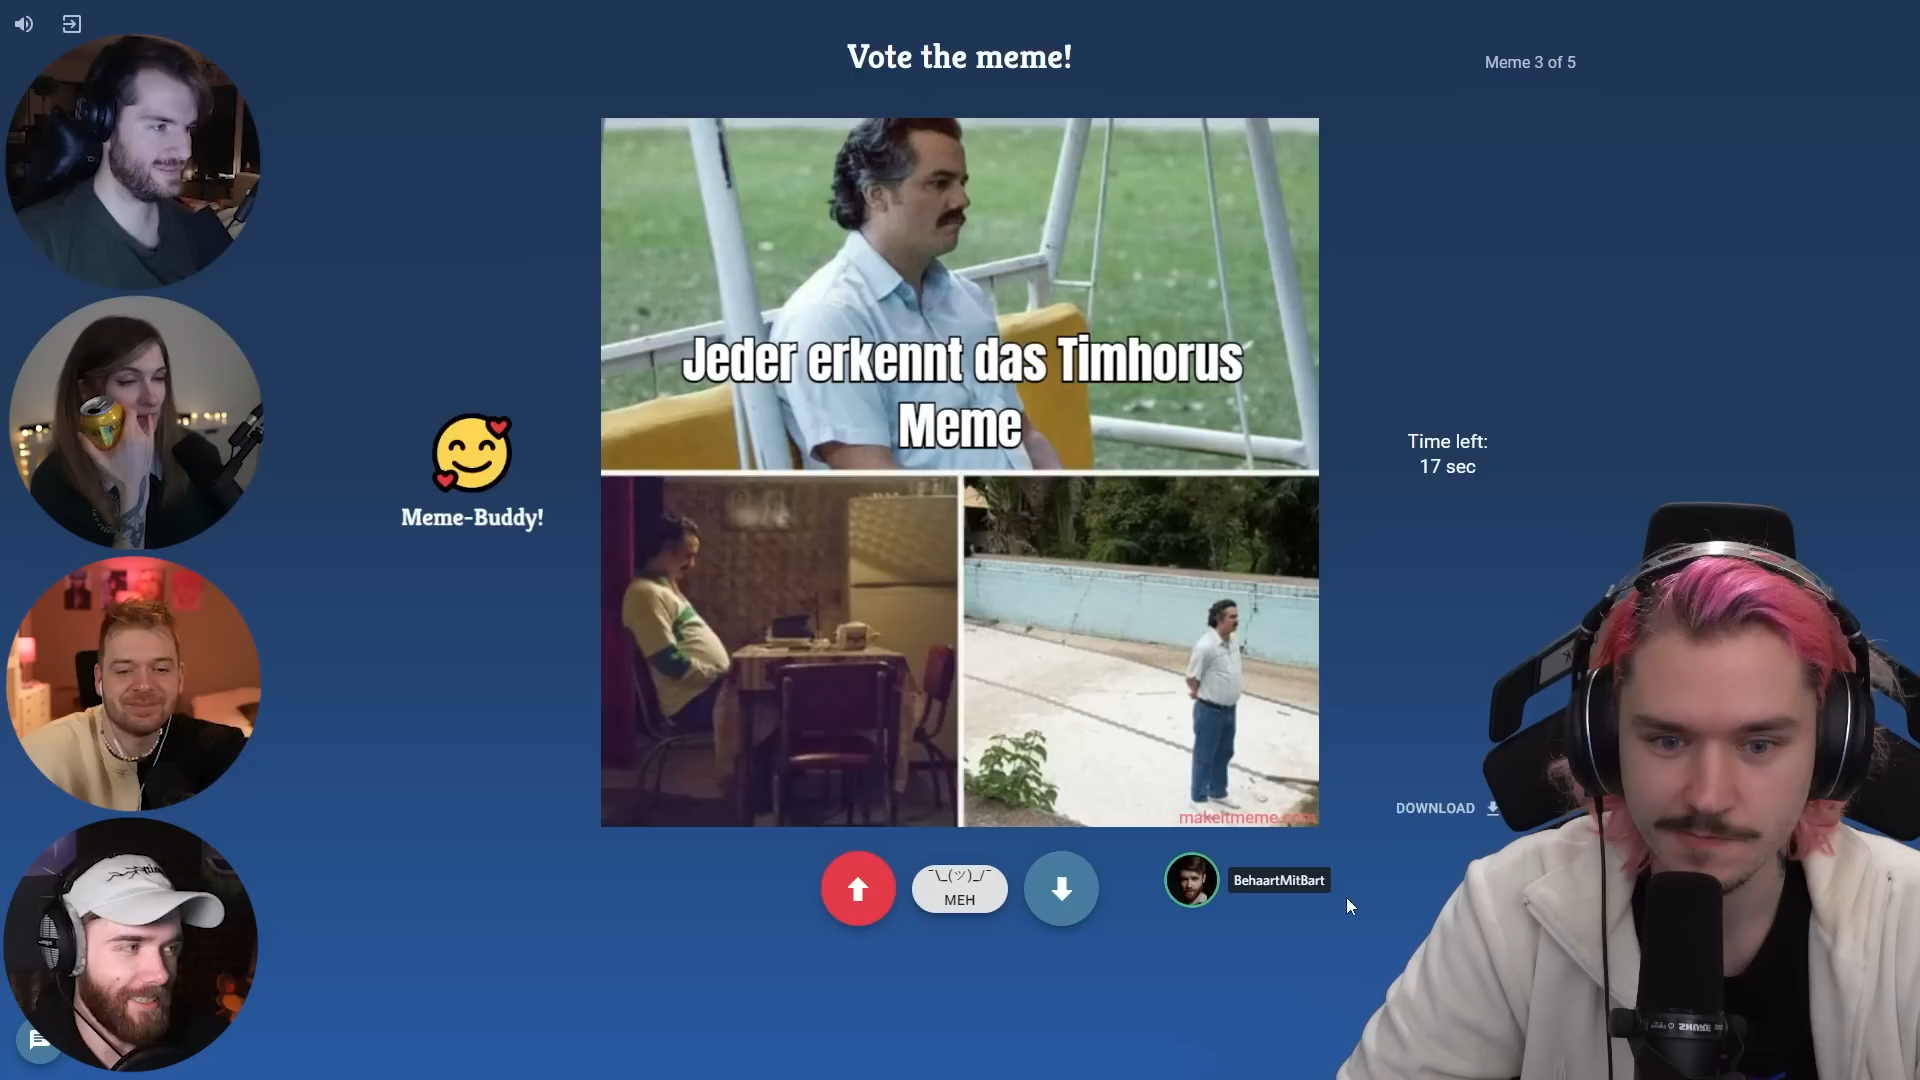 Vote the meme!
Meme 3 of 5
Jeder erkennt das Timhorus
Meme
Meme-Buddy!
Time left:
17 sec
makeitmeme.com
DOWNLOAD
¯\_(ツ)_/¯
MEH
BehaartMitBart
SHURE